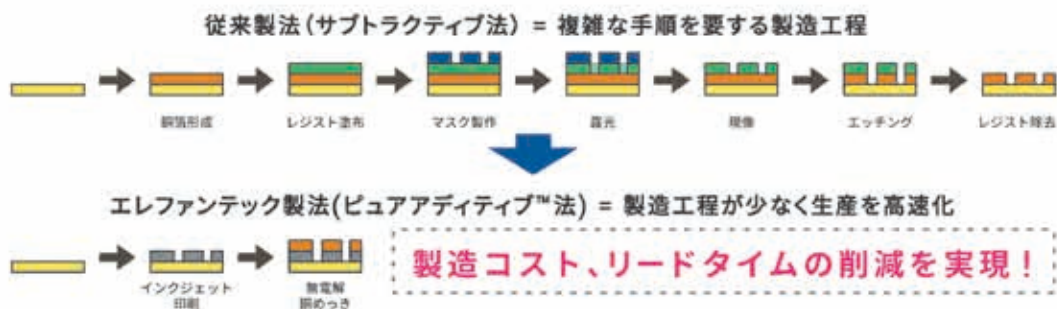 従来製法(サブトラクティブ法) = 複雑な手順を要する製造工程
銅箔形成
レジスト塗布
マスク製作
露光
現像
エッチング
レジスト除去
エレファンテック製法(ピュアアディティブ™法) = 製造工程が少なく生産を高速化
製造コスト、リードタイムの削減を実現！
インクジェット
印刷
無電解
銅めっき